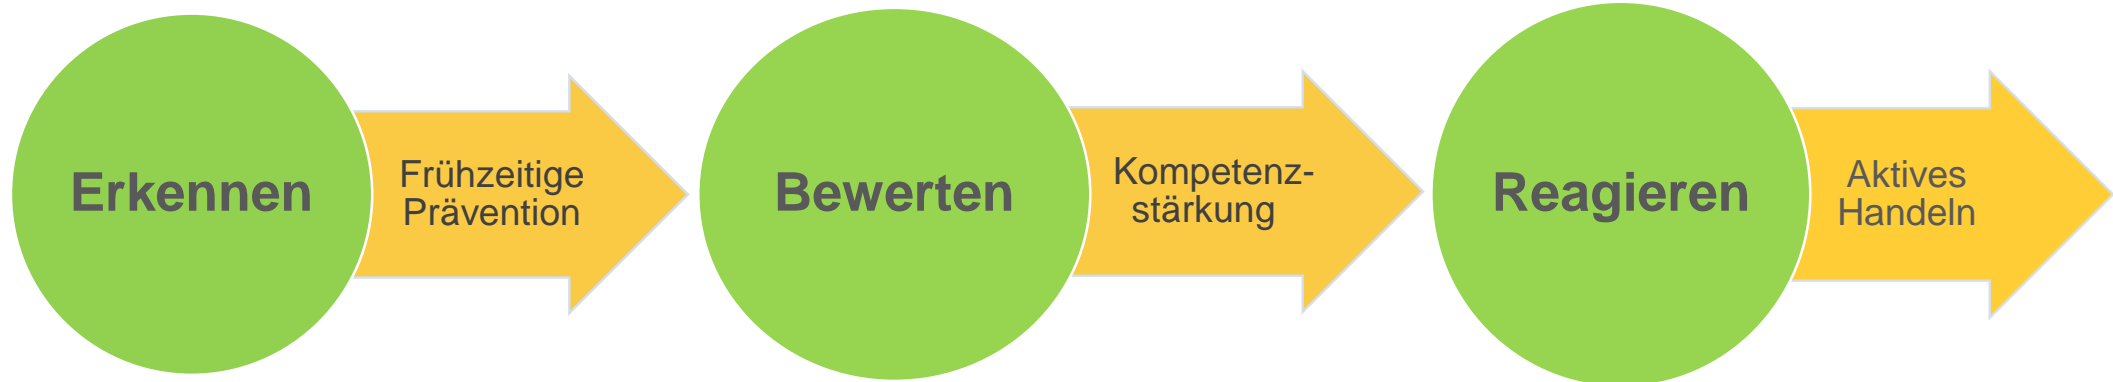 Erkennen
Frühzeitige
Prävention
Bewerten
Kompetenz-
stärkung
Reagieren
Aktives
Handeln